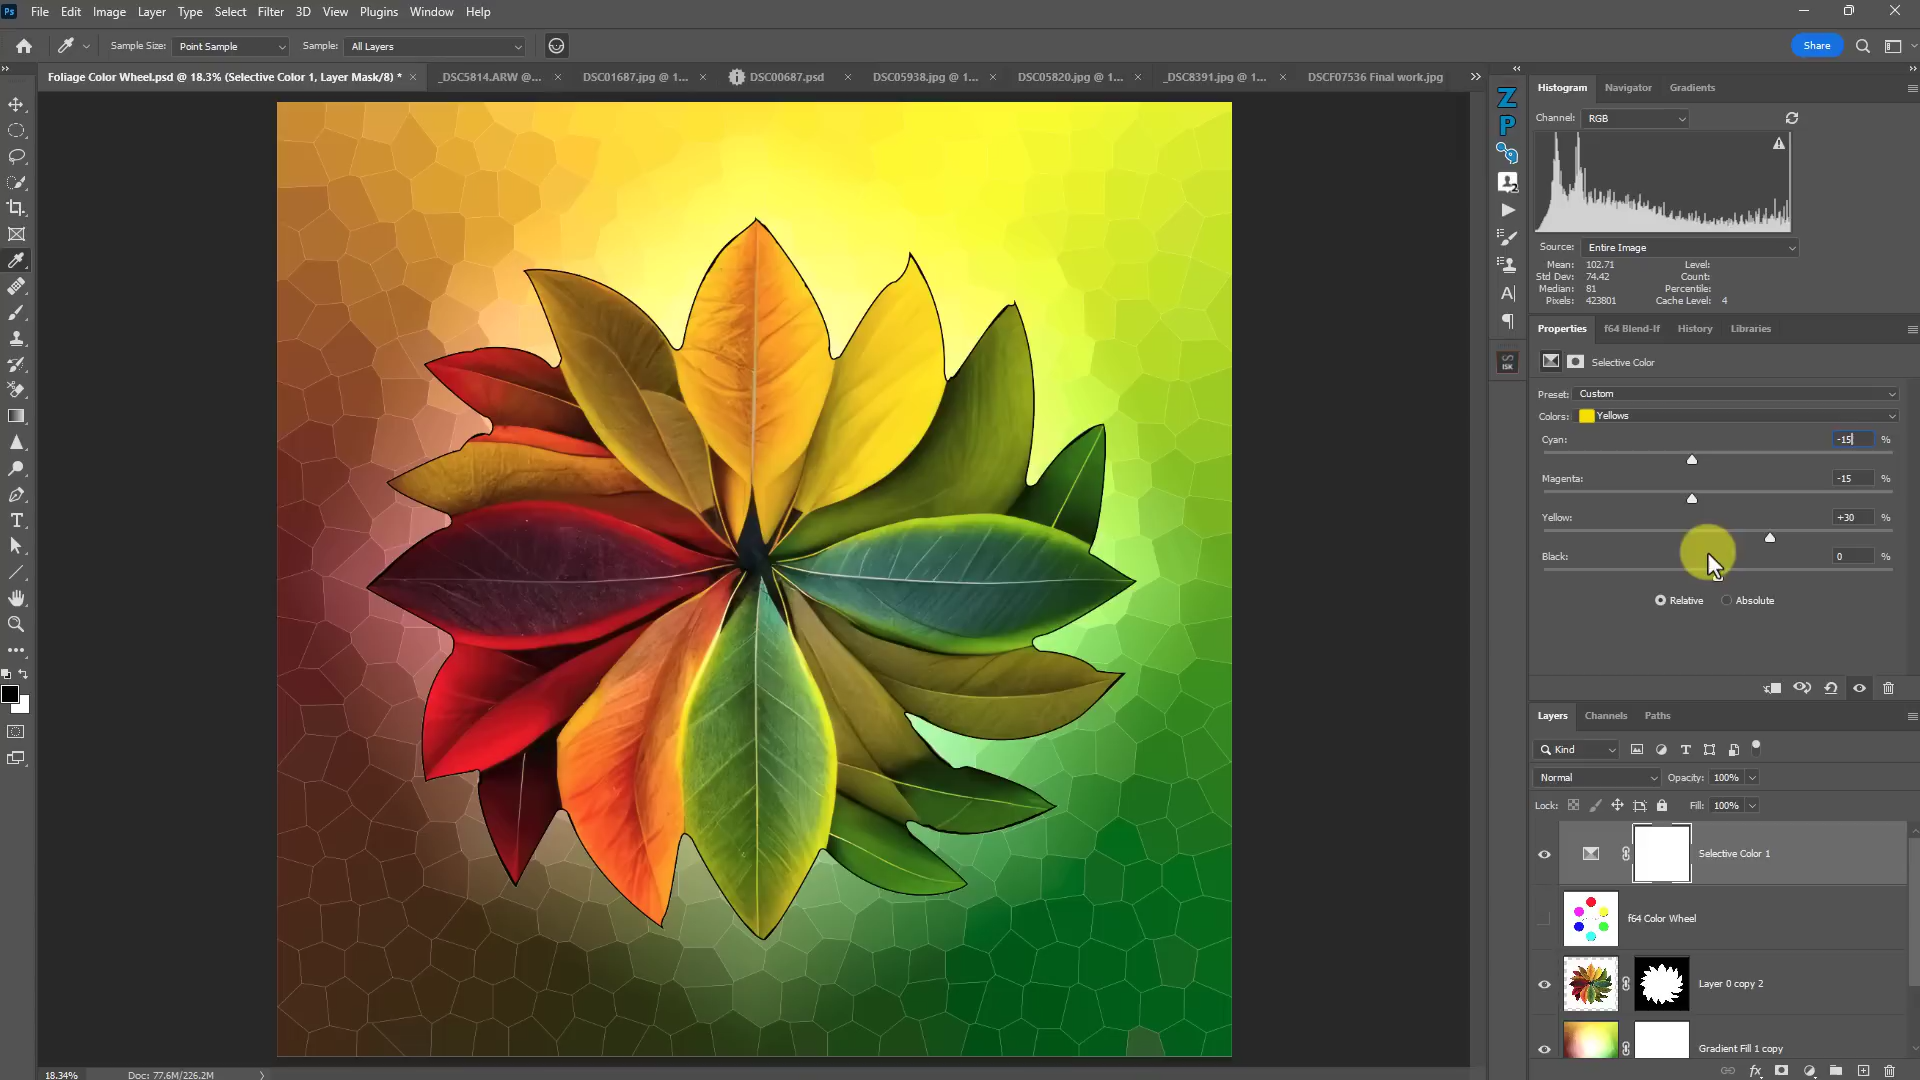 Ps File Edit Image Layer Type Select Filter 3D View Plugins Window Help
Sample Size: Point Sample Sample: All Layers Share
Foliage Color Wheel.psd @ 18.3% (Selective Color 1, Layer Mask/8) * × _DSC5814.ARW @... × DSC01687.jpg @ 1... × DSC00687.psd × DSC05938.jpg @ 1... × DSC05820.jpg @ 1... × _DSC8391.jpg @ 1... × DSCF07536 Final work.jpg
Histogram Navigator Gradients
Channel: RGB
Source: Entire Image
Mean: 102.71 Level:
Std Dev: 74.42 Count:
Median: 81 Percentile:
Pixels: 423801 Cache Level: 4
Properties f64 Blend-If History Libraries
Selective Color
Preset: Custom
Colors: Yellows
Cyan: -15 %
Magenta: -15 %
Yellow: +30 %
Black: 0 %
Relative Absolute
Layers Channels Paths
Kind
Normal Opacity: 100%
Lock: Fill: 100%
Selective Color 1
f64 Color Wheel
Layer 0 copy 2
Gradient Fill 1 copy
18.34% Doc: 77.6M/226.2M